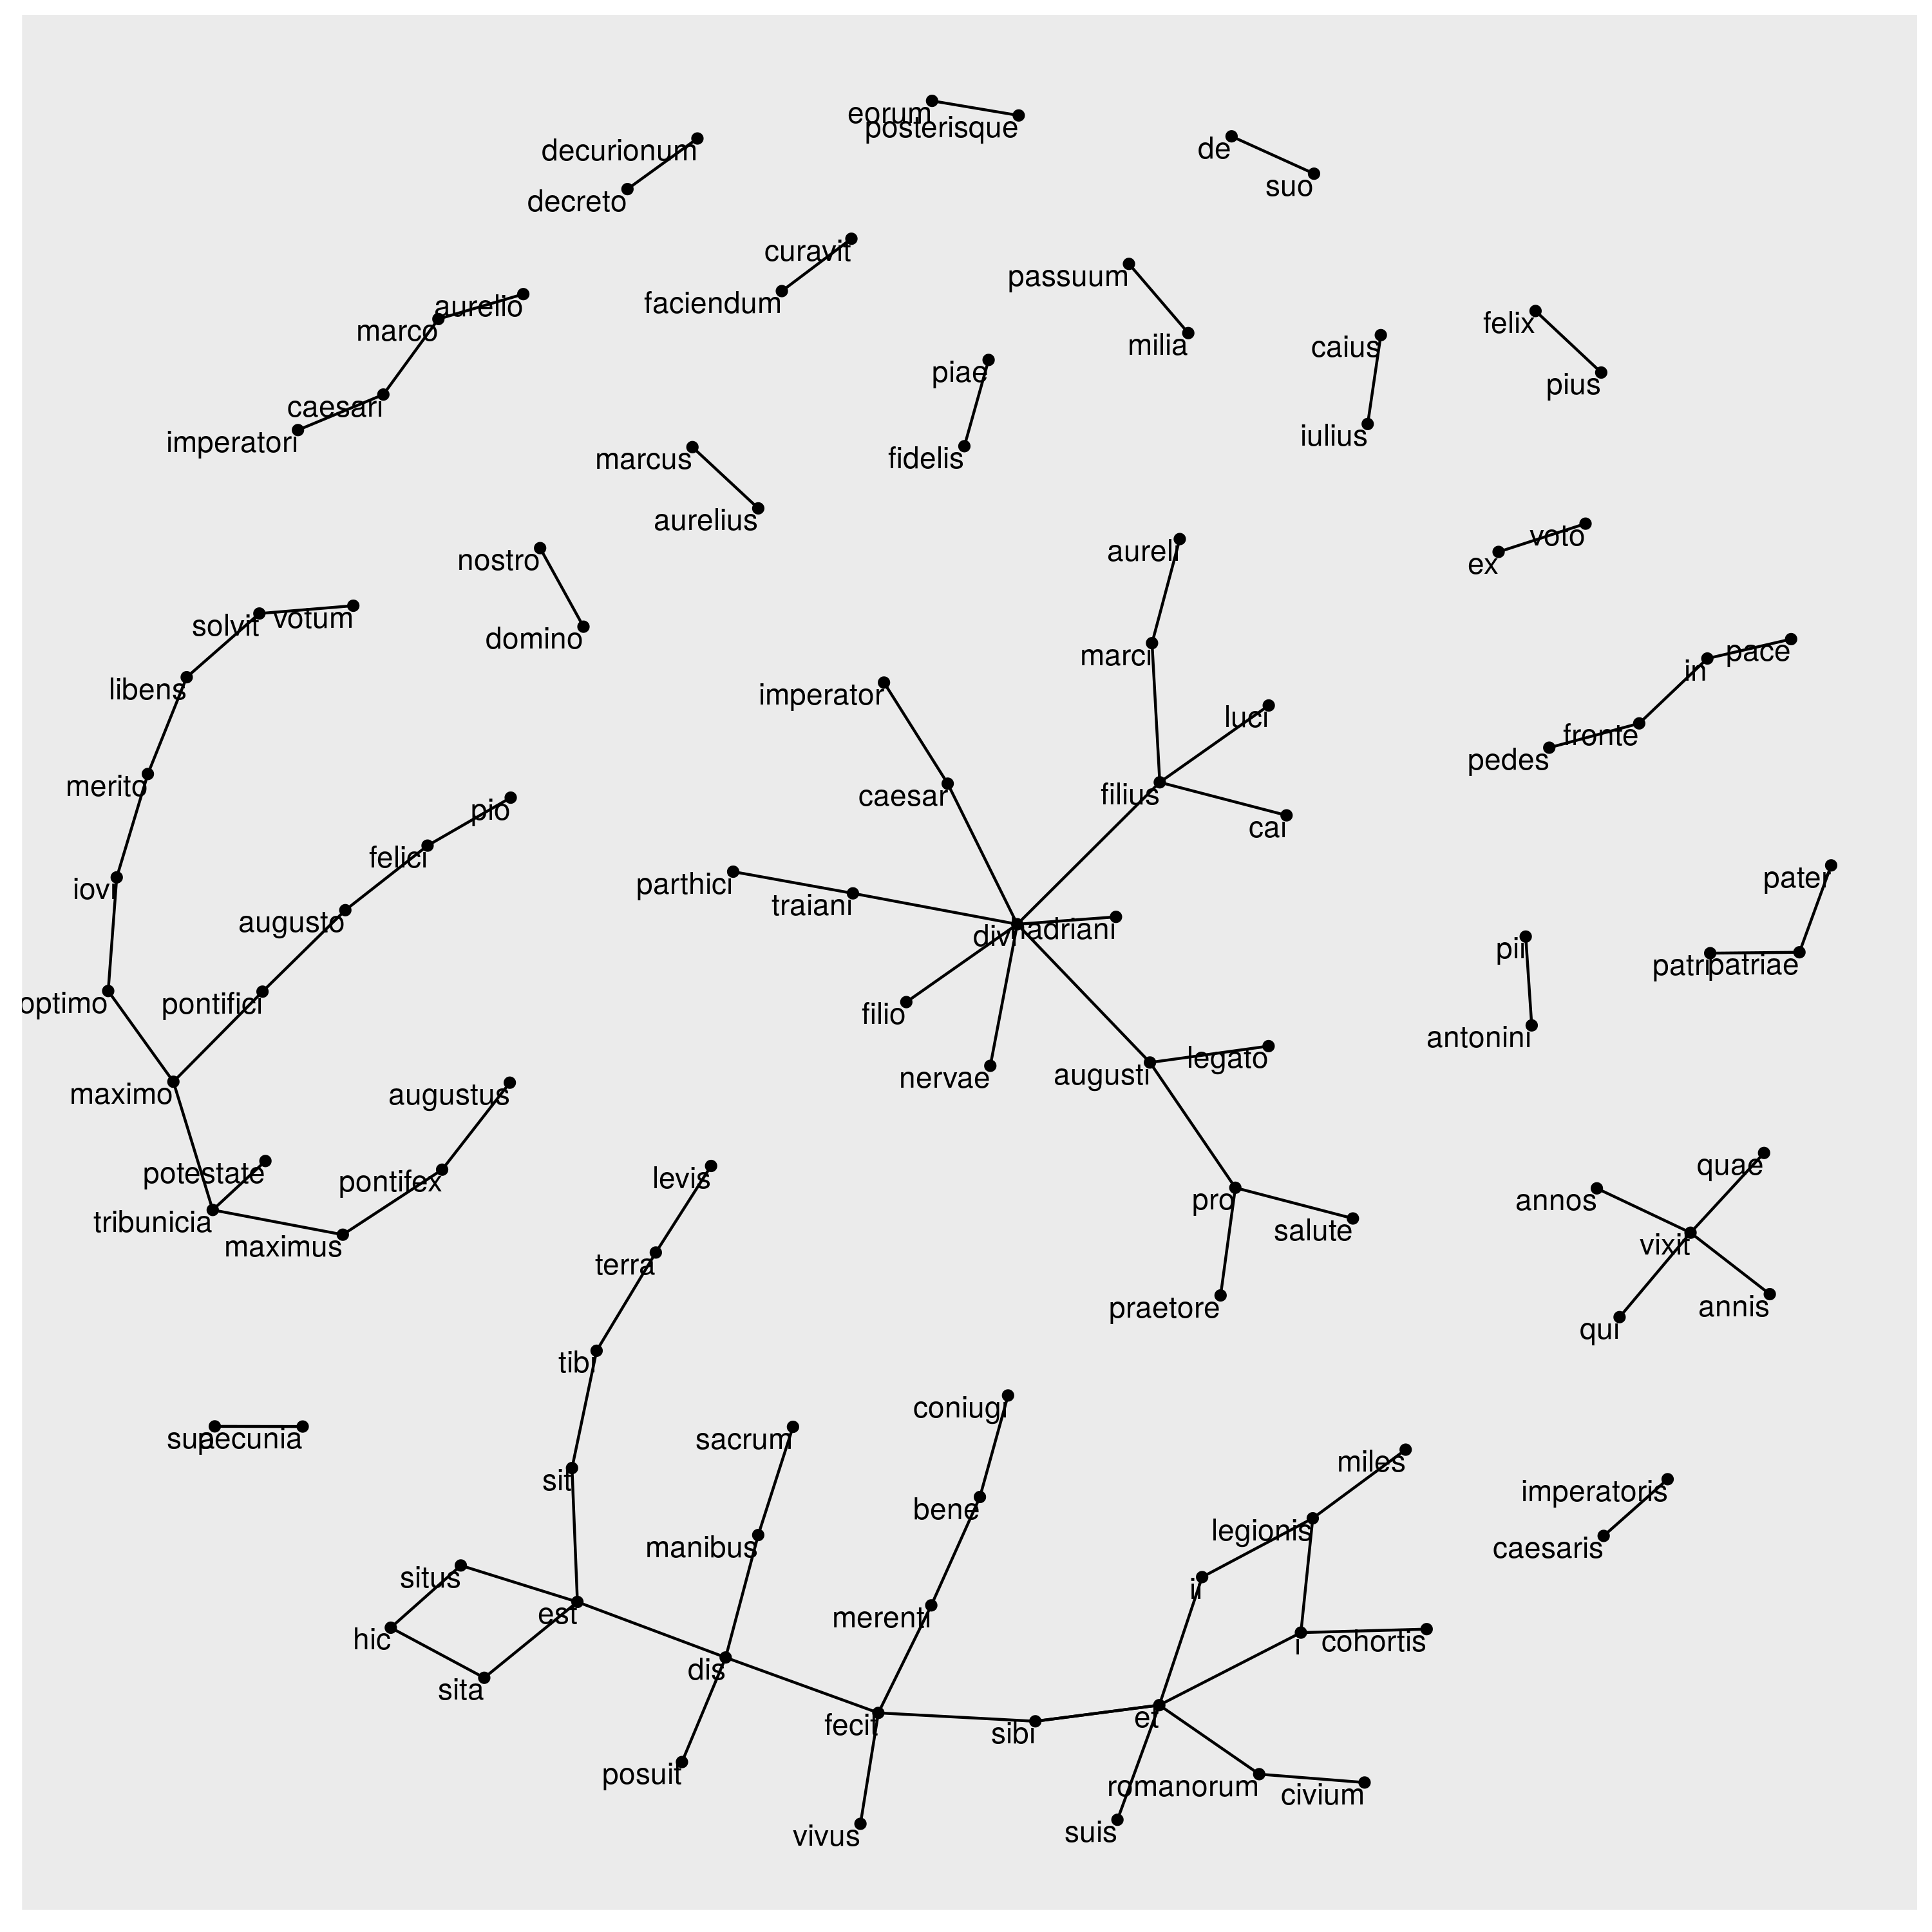 eorum
posterisque
decurionum
de
suo
decreto
curavit
passuum
faciendum
aurelio
felix
marco
milia
caius
piae
pius
caesari
iulius
imperatori
fidelis
marcus
aurelius
voto
aureli
nostro
ex
votum
solvit
domino
pace
marci
in
libens
imperator
luci
fronte
pedes
merito
caesar
filius
pio
cai
felici
pater
parthici
iovi
traiani
augusto
divi
hadriani
pii
patri
patriae
optimo
pontifici
filio
antonini
legato
augusti
nervae
maximo
augustus
quae
potestate
levis
pontifex
annos
pro
tribunicia
salute
vixit
maximus
terra
annis
praetore
qui
tibi
coniugi
sua
pecunia
sacrum
miles
sit
imperatoris
bene
legionis
manibus
caesaris
situs
ii
est
merenti
hic
i
cohortis
dis
sita
et
fecit
sibi
posuit
romanorum
civium
suis
vivus